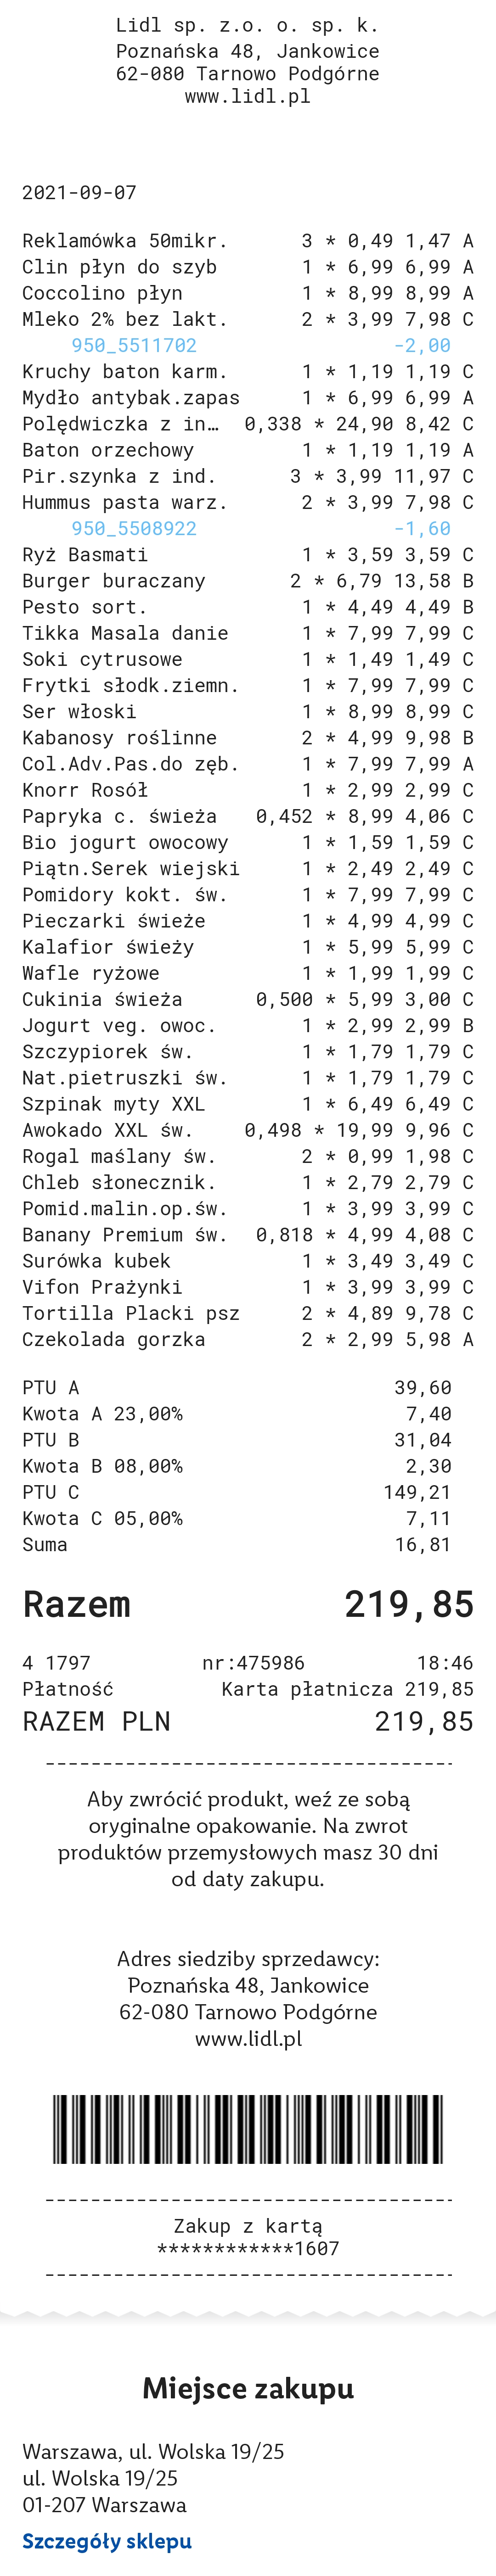 Lidl sp. z.o. o. sp. k.
Poznańska 48, Jankowice
62-080 Tarnowo Podgórne
www.lidl.pl
2021-09-07
Reklamówka 50mikr. 3 * 0,49 1,47 A
Clin płyn do szyb 1 * 6,99 6,99 A
Coccolino płyn 1 * 8,99 8,99 A
Mleko 2% bez lakt. 2 * 3,99 7,98 C
950_5511702 -2,00
Kruchy baton karm. 1 * 1,19 1,19 C
Mydło antybak.zapas 1 * 6,99 6,99 A
Polędwiczka z in… 0,338 * 24,90 8,42 C
Baton orzechowy 1 * 1,19 1,19 A
Pir.szynka z ind. 3 * 3,99 11,97 C
Hummus pasta warz. 2 * 3,99 7,98 C
950_5508922 -1,60
Ryż Basmati 1 * 3,59 3,59 C
Burger buraczany 2 * 6,79 13,58 B
Pesto sort. 1 * 4,49 4,49 B
Tikka Masala danie 1 * 7,99 7,99 C
Soki cytrusowe 1 * 1,49 1,49 C
Frytki słodk.ziemn. 1 * 7,99 7,99 C
Ser włoski 1 * 8,99 8,99 C
Kabanosy roślinne 2 * 4,99 9,98 B
Col.Adv.Pas.do zęb. 1 * 7,99 7,99 A
Knorr Rosół 1 * 2,99 2,99 C
Papryka c. świeża 0,452 * 8,99 4,06 C
Bio jogurt owocowy 1 * 1,59 1,59 C
Piątn.Serek wiejski 1 * 2,49 2,49 C
Pomidory kokt. św. 1 * 7,99 7,99 C
Pieczarki świeże 1 * 4,99 4,99 C
Kalafior świeży 1 * 5,99 5,99 C
Wafle ryżowe 1 * 1,99 1,99 C
Cukinia świeża 0,500 * 5,99 3,00 C
Jogurt veg. owoc. 1 * 2,99 2,99 B
Szczypiorek św. 1 * 1,79 1,79 C
Nat.pietruszki św. 1 * 1,79 1,79 C
Szpinak myty XXL 1 * 6,49 6,49 C
Awokado XXL św. 0,498 * 19,99 9,96 C
Rogal maślany św. 2 * 0,99 1,98 C
Chleb słonecznik. 1 * 2,79 2,79 C
Pomid.malin.op.św. 1 * 3,99 3,99 C
Banany Premium św. 0,818 * 4,99 4,08 C
Surówka kubek 1 * 3,49 3,49 C
Vifon Prażynki 1 * 3,99 3,99 C
Tortilla Placki psz 2 * 4,89 9,78 C
Czekolada gorzka 2 * 2,99 5,98 A
PTU A 39,60
Kwota A 23,00% 7,40
PTU B 31,04
Kwota B 08,00% 2,30
PTU C 149,21
Kwota C 05,00% 7,11
Suma 16,81
Razem 219,85
4 1797 nr:475986 18:46
Płatność Karta płatnicza 219,85
RAZEM PLN 219,85
Aby zwrócić produkt, weź ze sobą
oryginalne opakowanie. Na zwrot
produktów przemysłowych masz 30 dni
od daty zakupu.
Adres siedziby sprzedawcy:
Poznańska 48, Jankowice
62-080 Tarnowo Podgórne
www.lidl.pl
Zakup z kartą
************1607
Miejsce zakupu
Warszawa, ul. Wolska 19/25
ul. Wolska 19/25
01-207 Warszawa
Szczegóły sklepu